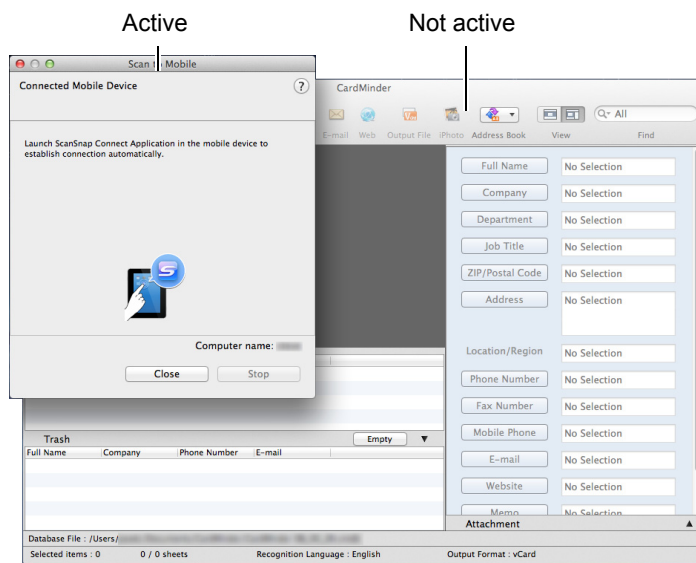 Active
Not active
Scan to Mobile
Connected Mobile Device
?
Launch ScanSnap Connect Application in the mobile device to
establish connection automatically.
S
Computer name:
Close
Stop
CardMinder
E-mail Web Output File iPhoto Address Book View Find
All
Full Name No Selection
Company No Selection
Department No Selection
Job Title No Selection
ZIP/Postal Code No Selection
Address No Selection
Location/Region No Selection
Phone Number No Selection
Fax Number No Selection
Mobile Phone No Selection
E-mail No Selection
Website No Selection
Memo No Selection
Attachment
Trash Empty
Full Name Company Phone Number E-mail
Database File : /Users/
Selected items : 0 0 / 0 sheets Recognition Language : English Output Format : vCard